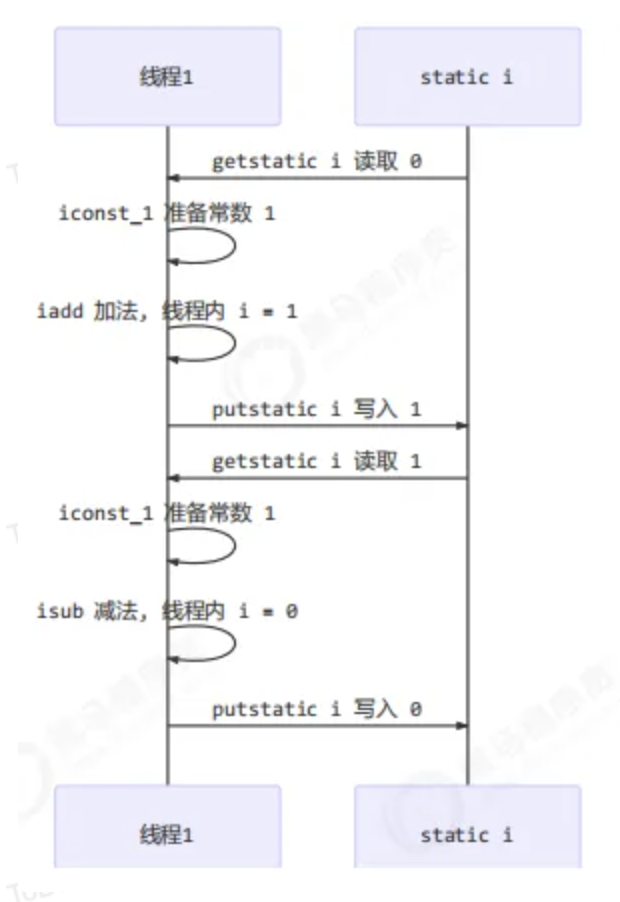 线程1
static i
getstatic i 读取 0
iconst_1 准备常数 1
iadd 加法, 线程内 i = 1
putstatic i 写入 1
getstatic i 读取 1
iconst_1 准备常数 1
isub 减法, 线程内 i = 0
putstatic i 写入 0
线程1
static i